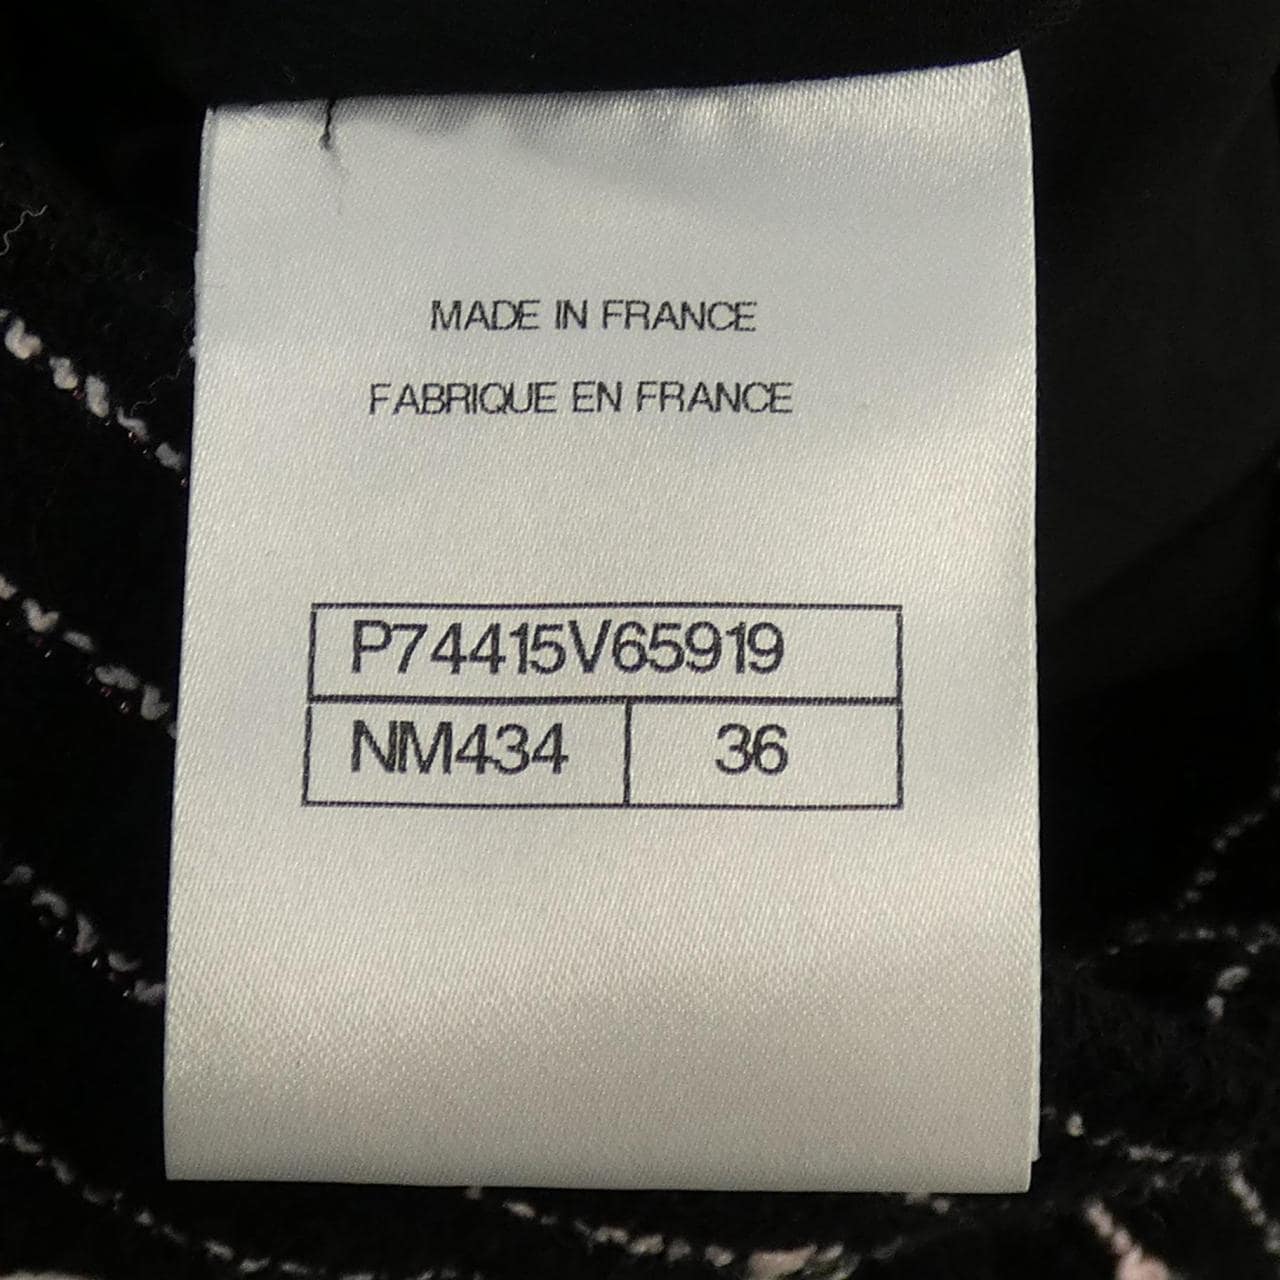 MADE IN FRANCE
FABRIQUE EN FRANCE
P74415V65919
NM434 36